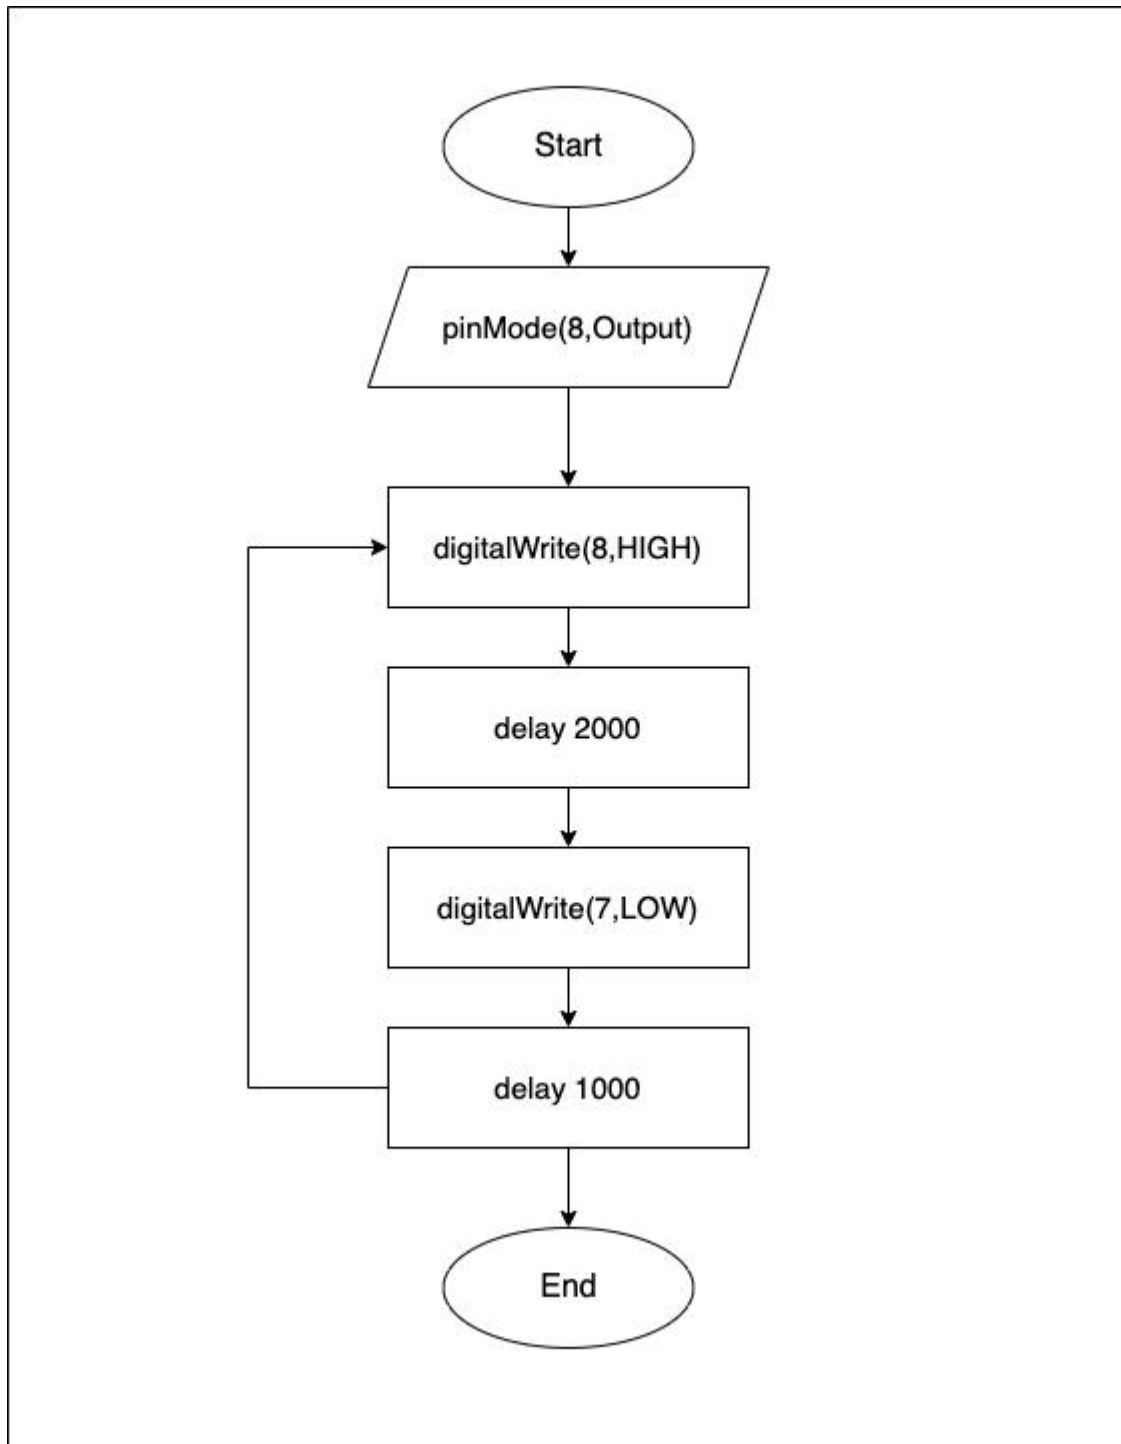 Start
pinMode(8,Output)
digitalWrite(8,HIGH)
delay 2000
digitalWrite(7,LOW)
delay 1000
End